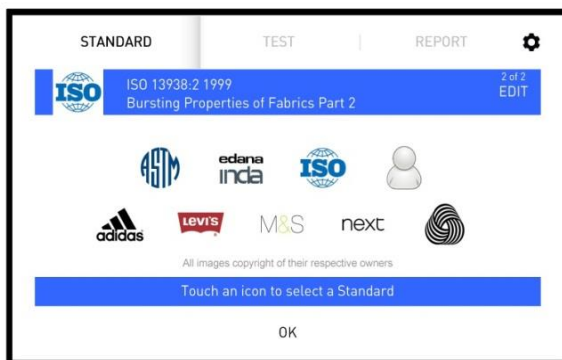 STANDARD TEST REPORT
2 of 2
ISO ISO 13938:2 1999 EDIT
Bursting Properties of Fabrics Part 2
ASTM edana inda ISO
adidas LEVI'S M&S next
All images copyright of their respective owners
Touch an icon to select a Standard
OK